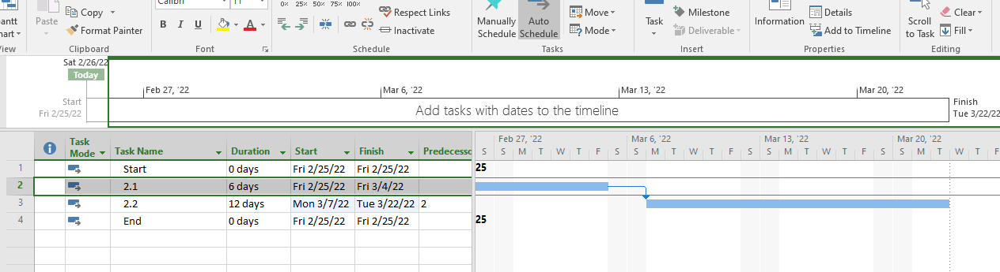 Calibri 11 0% 25% 50% 75% 100%
Gantt Chart View
Paste Copy Format Painter Clipboard
B I U A Font
Respect Links Inactivate Schedule
Manually Schedule Auto Schedule Move Mode Tasks
Task Milestone Deliverable Insert
Information Details Add to Timeline Properties
Scroll to Task Clear Fill Editing
Sat 2/26/22
Today
Feb 27, '22 Mar 6, '22 Mar 13, '22 Mar 20, '22
Start
Fri 2/25/22
Add tasks with dates to the timeline
Finish
Tue 3/22/22
Task Mode Task Name Duration Start Finish Predecesso
Feb 27, '22 Mar 6, '22 Mar 13, '22 Mar 20, '22
S S M T W T F S S M T W T F S S M T W T F S S M T W T F
1 Start 0 days Fri 2/25/22 Fri 2/25/22 25
2 2.1 6 days Fri 2/25/22 Fri 3/4/22
3 2.2 12 days Mon 3/7/22 Tue 3/22/22 2
4 End 0 days Fri 2/25/22 Fri 2/25/22 25